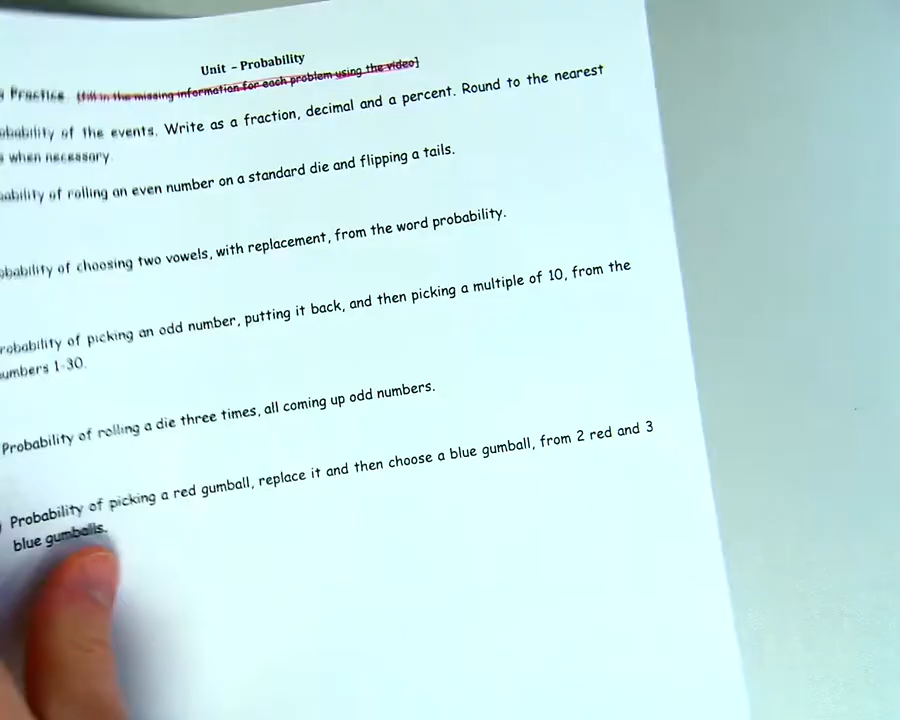 Unit - Probability
Practice. [fill in the missing information for each problem using the video]
of the events. Write as a fraction, decimal and a percent. Round to the nearest
when necessary.
of rolling an even number on a standard die and flipping a tails.
of choosing two vowels, with replacement, from the word probability.
of picking an odd number, putting it back, and then picking a multiple of 10, from the
1-30.
Probability of rolling a die three times, all coming up odd numbers.
Probability of picking a red gumball, replace it and then choose a blue gumball, from 2 red and 3
blue gumballs.